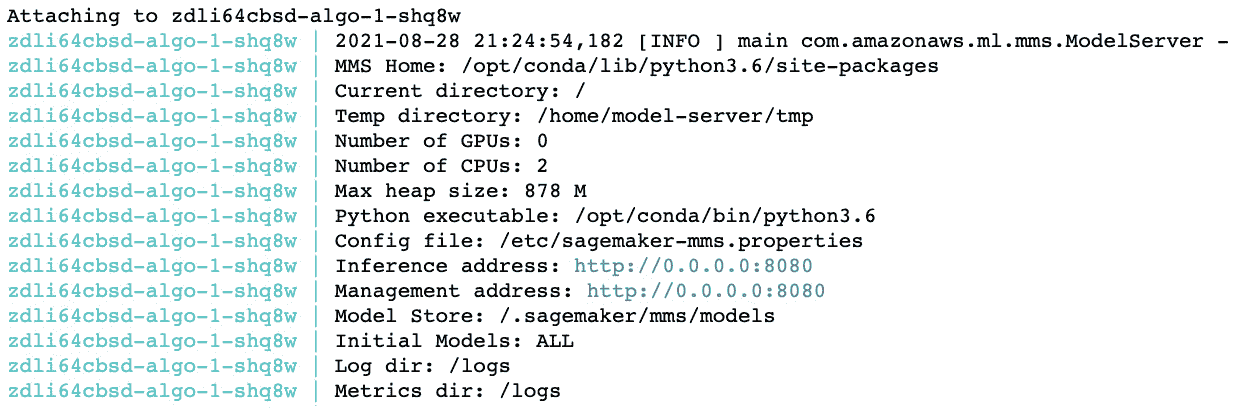 Attaching to zdli64cbsd-algo-1-shq8w
zdli64cbsd-algo-1-shq8w | 2021-08-28 21:24:54,182 [INFO ] main com.amazonaws.ml.mms.ModelServer -
zdli64cbsd-algo-1-shq8w | MMS Home: /opt/conda/lib/python3.6/site-packages
zdli64cbsd-algo-1-shq8w | Current directory: /
zdli64cbsd-algo-1-shq8w | Temp directory: /home/model-server/tmp
zdli64cbsd-algo-1-shq8w | Number of GPUs: 0
zdli64cbsd-algo-1-shq8w | Number of CPUs: 2
zdli64cbsd-algo-1-shq8w | Max heap size: 878 M
zdli64cbsd-algo-1-shq8w | Python executable: /opt/conda/bin/python3.6
zdli64cbsd-algo-1-shq8w | Config file: /etc/sagemaker-mms.properties
zdli64cbsd-algo-1-shq8w | Inference address: http://0.0.0.0:8080
zdli64cbsd-algo-1-shq8w | Management address: http://0.0.0.0:8080
zdli64cbsd-algo-1-shq8w | Model Store: /.sagemaker/mms/models
zdli64cbsd-algo-1-shq8w | Initial Models: ALL
zdli64cbsd-algo-1-shq8w | Log dir: /logs
zdli64cbsd-algo-1-shq8w | Metrics dir: /logs